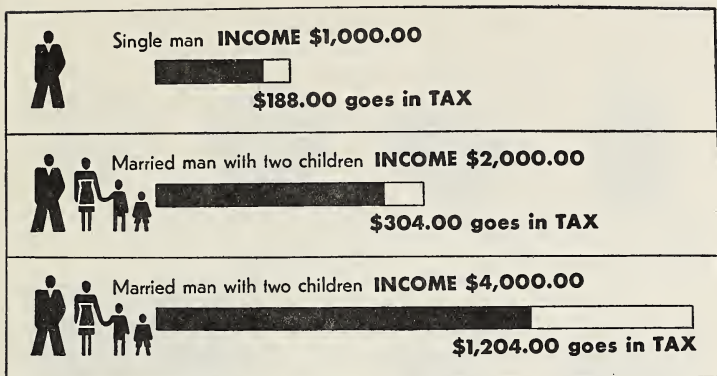 Single man INCOME $1,000.00
$188.00 goes in TAX
Married man with two children INCOME $2,000.00
$304.00 goes in TAX
Married man with two children INCOME $4,000.00
$1,204.00 goes in TAX